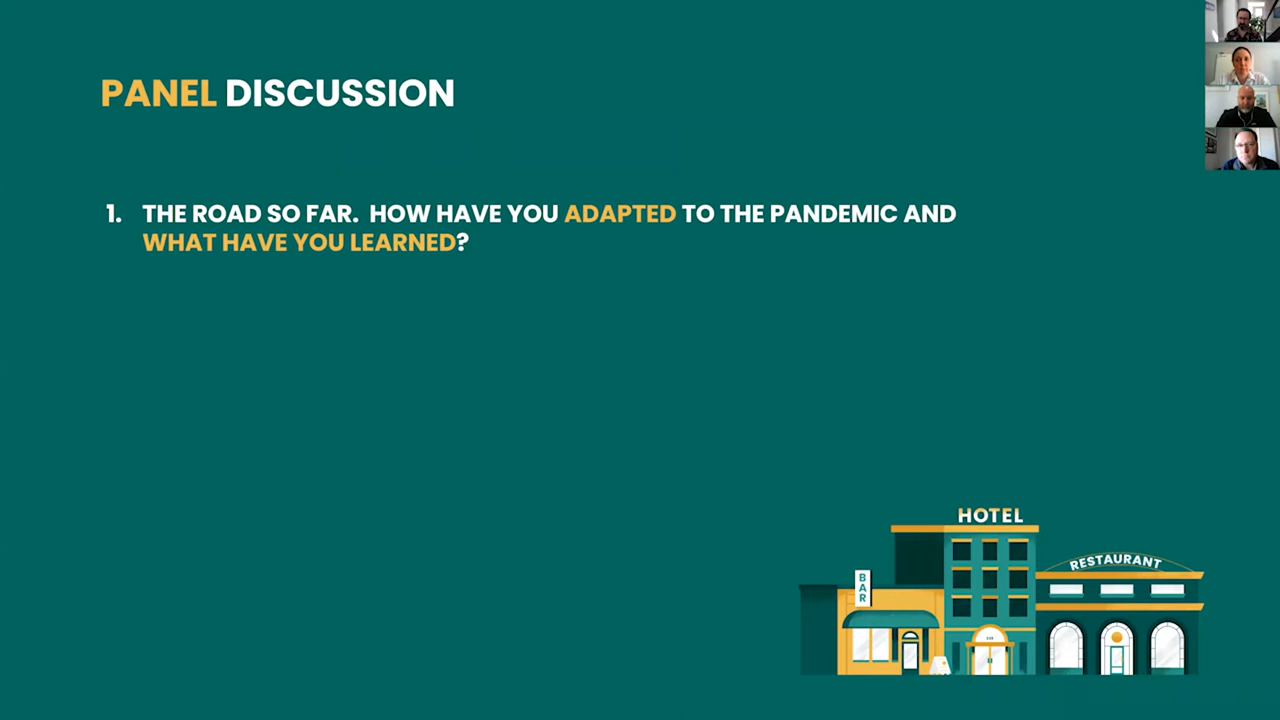 PANEL DISCUSSION
1. THE ROAD SO FAR. HOW HAVE YOU ADAPTED TO THE PANDEMIC AND
WHAT HAVE YOU LEARNED?
HOTEL
RESTAURANT
BAR